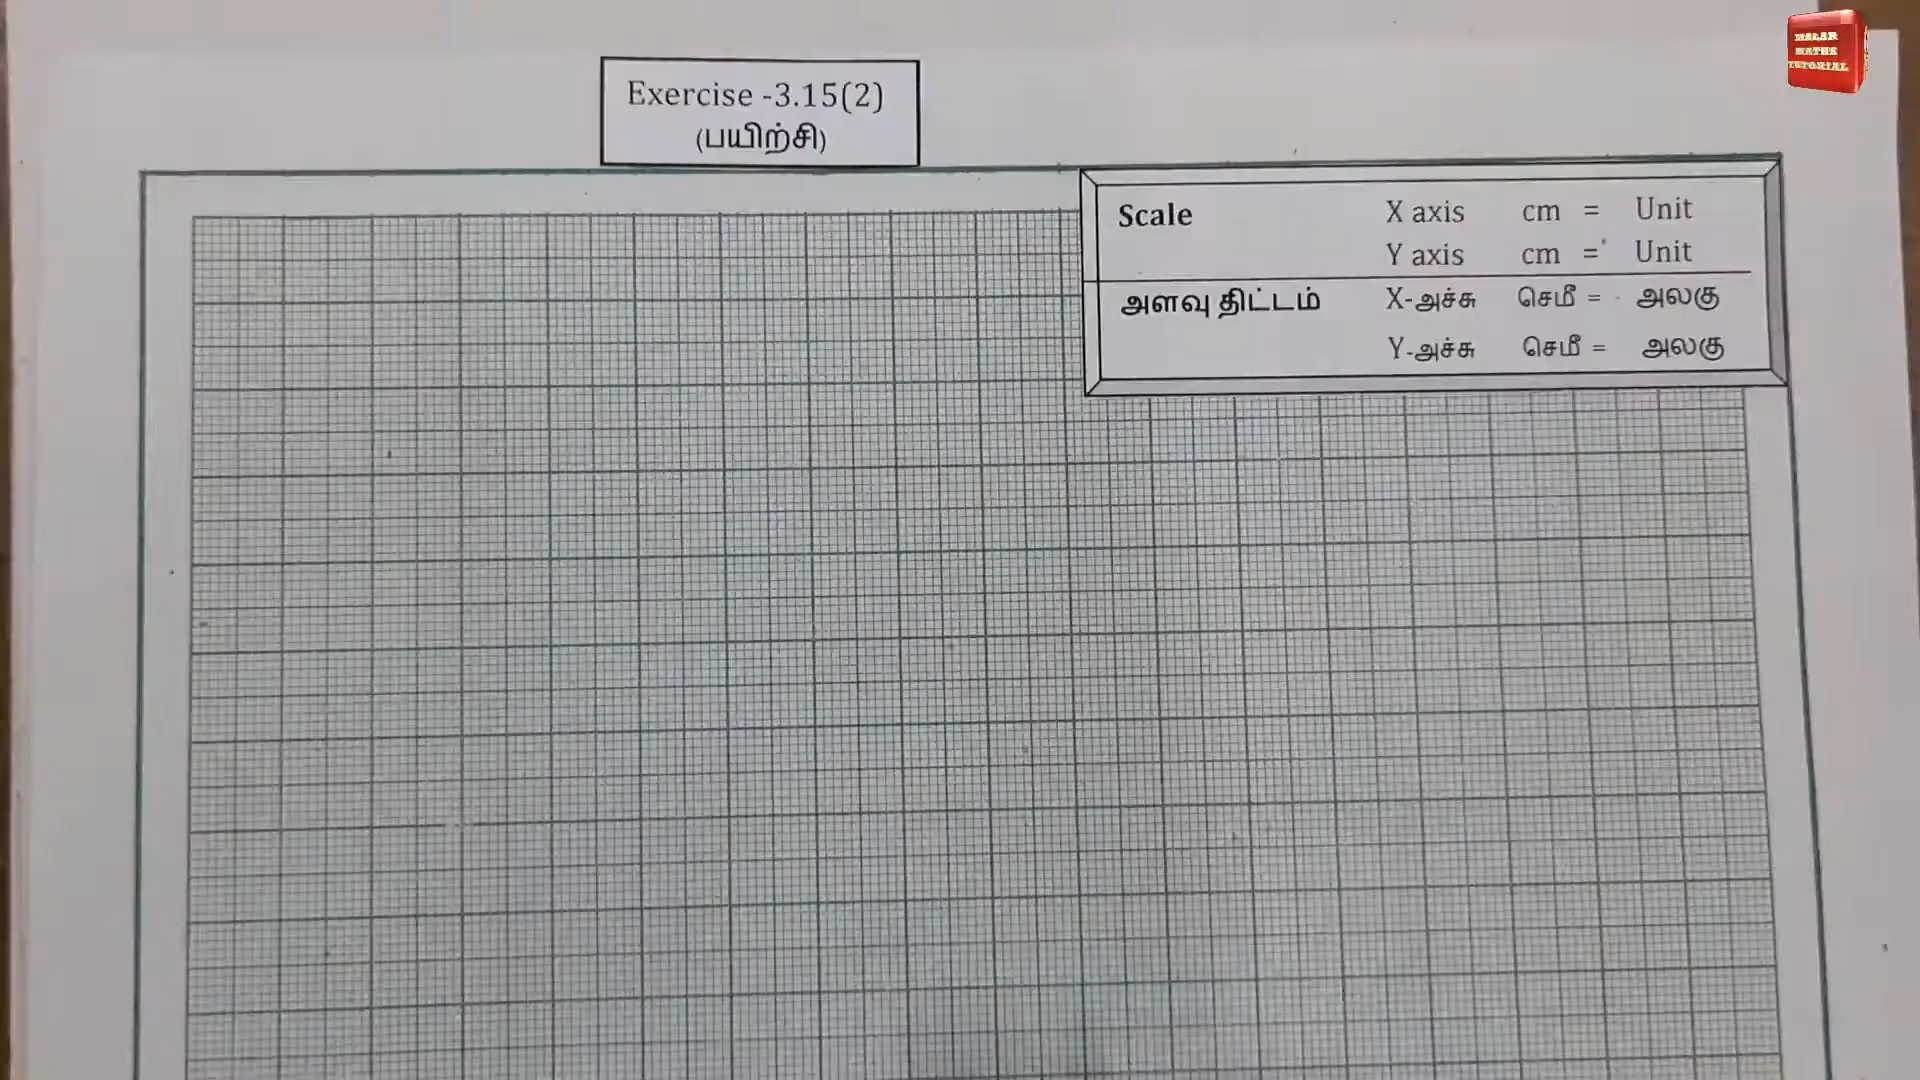 MALAR
MATHS
TUTORIAL
Exercise -3.15(2)
(பயிற்சி)
Scale X axis cm = Unit
Y axis cm = Unit
அளவு திட்டம் X-அச்சு செமீ = அலகு
Y-அச்சு செமீ = அலகு